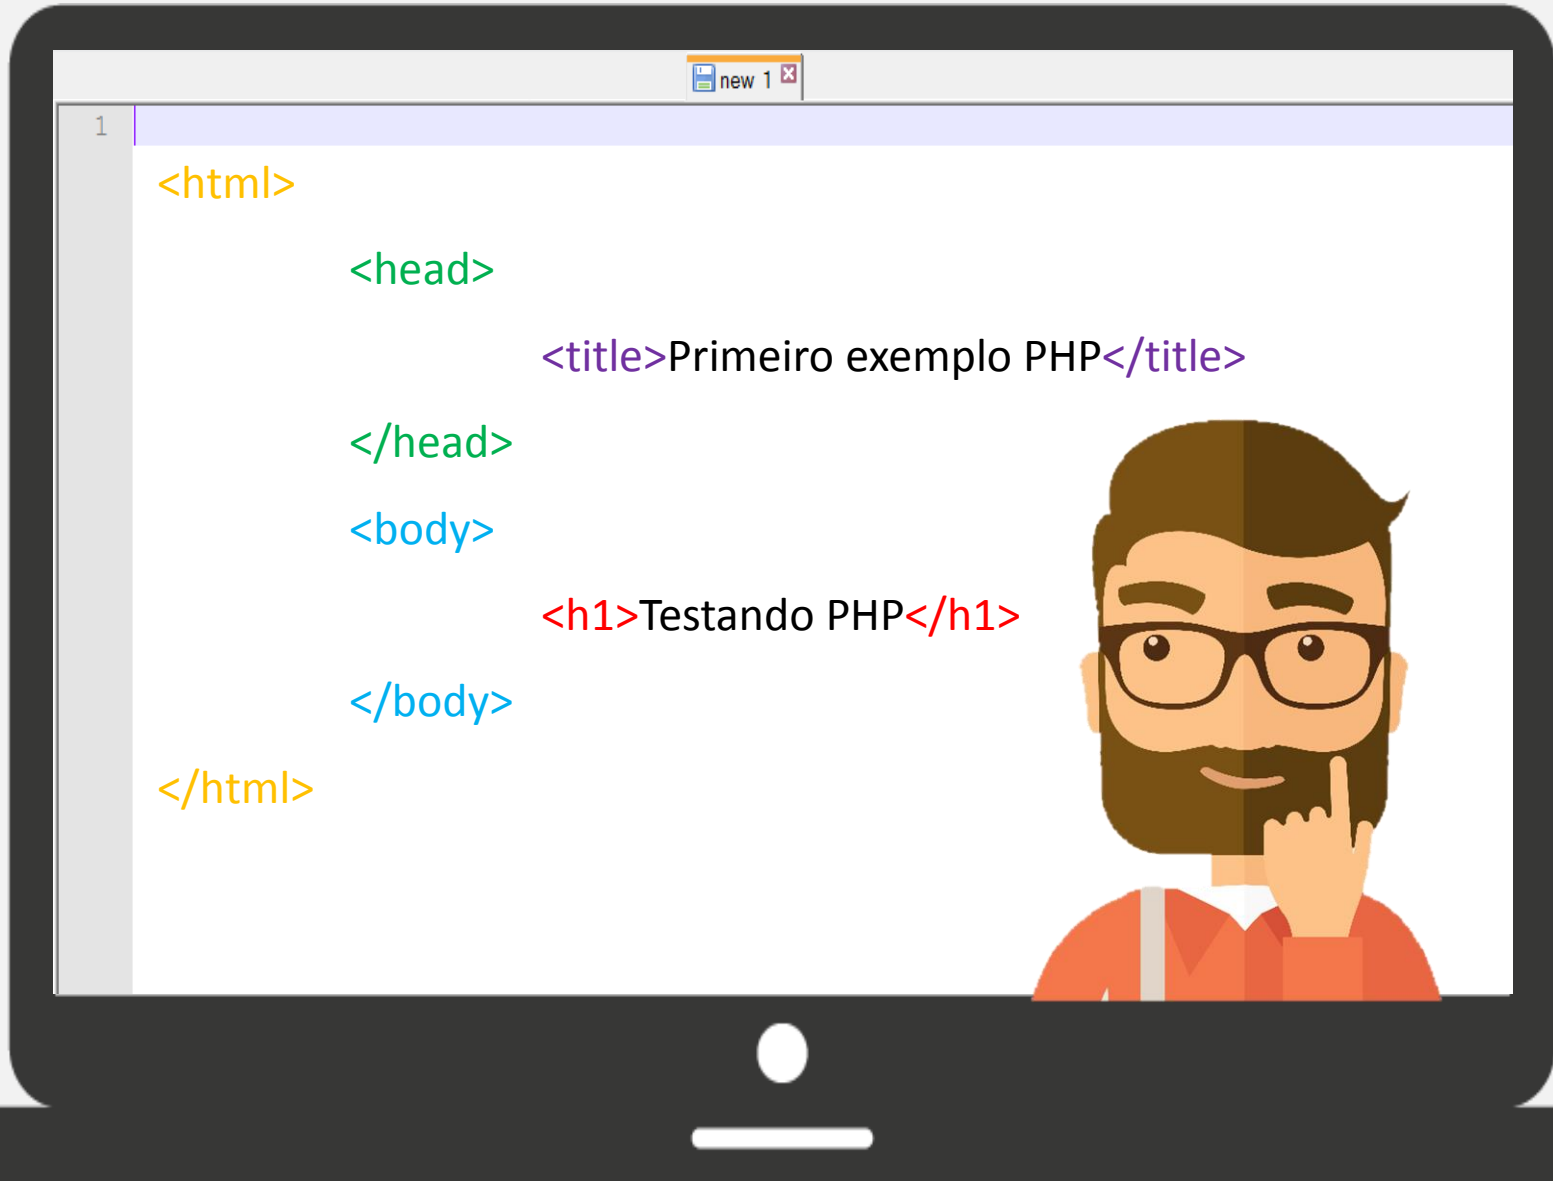 new 1
1
<html>
<head>
<title>Primeiro exemplo PHP</title>
</head>
<body>
<h1>Testando PHP</h1>
</body>
</html>